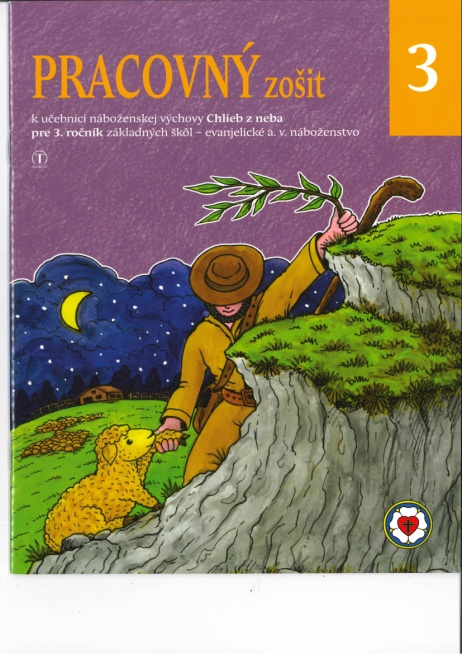 PRACOVNÝ zošit
3
k učebnici náboženskej výchovy Chlieb z neba
pre 3. ročník základných škôl – evanjelické a. v. náboženstvo
T